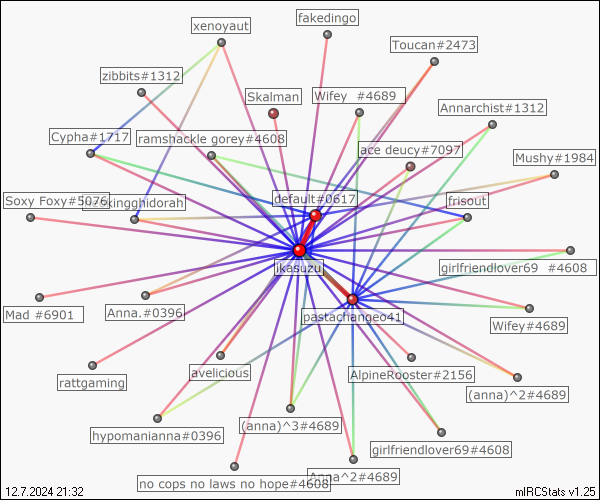 fakedingo
xenoyaut
Toucan#2473
zibbits#1312
Skalman
Wifey  #4689
Annarchist#1312
Cypha#1717
ramshackle gorey#4608
ace deucy#7097
Mushy#1984
Soxy Foxy#5076
kingghidorah
default#0617
frisout
ikasuzu
girlfriendlover69  #4608
Mad #6901
Anna.#0396
pastachangeo41
Wifey#4689
rattgaming
avelicious
AlpineRooster#2156
(anna)^2#4689
hypomanianna#0396
(anna)^3#4689
girlfriendlover69#4608
no cops no laws no hope#4608
Anna^2#4689
12.7.2024 21:32
mIRCStats v1.25